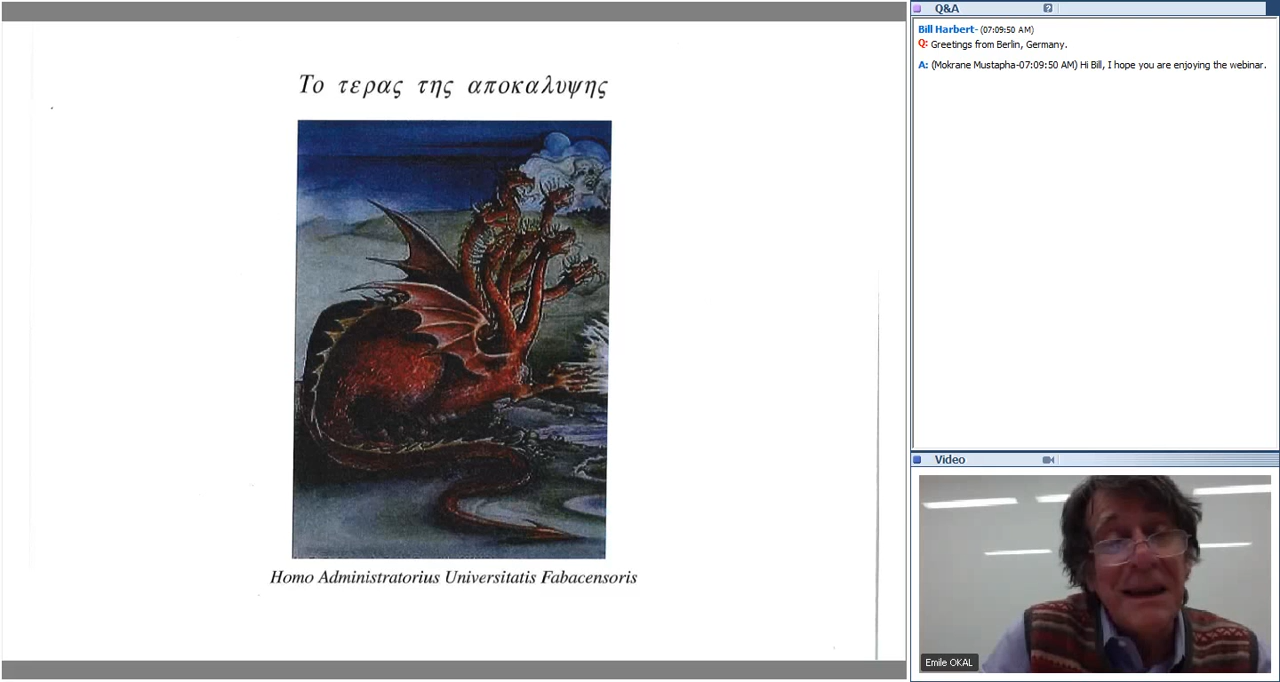 Το τερας της αποκαλυψης
Homo Administratorius Universitatis Fabacensoris
Q&A
Bill Harbert- (07:09:50 AM)
Q: Greetings from Berlin, Germany.
A: (Mokrane Mustapha-07:09:50 AM) Hi Bill, I hope you are enjoying the webinar.
Video
Emile OKAL